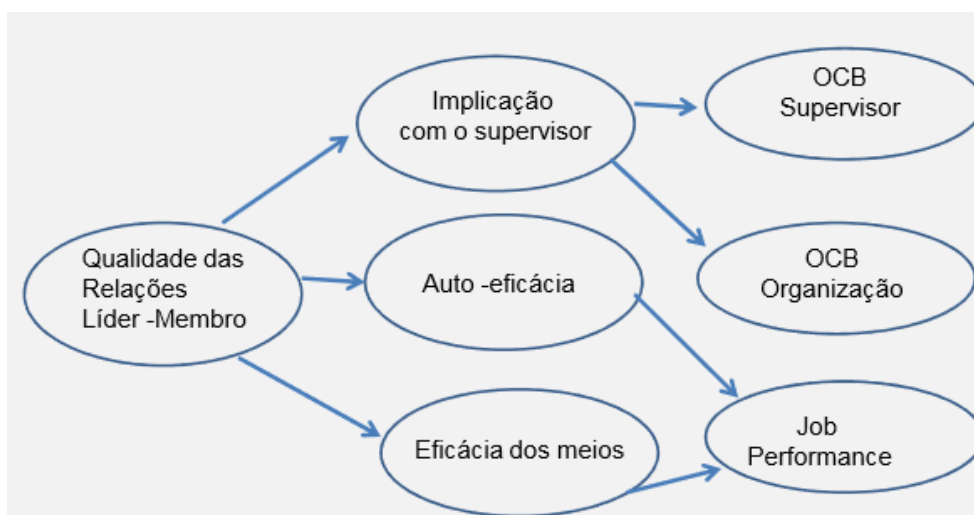 Implicação
com o supervisor
OCB
Supervisor
Qualidade das
Relações
Líder -Membro
Auto -eficácia
OCB
Organização
Eficácia dos meios
Job
Performance